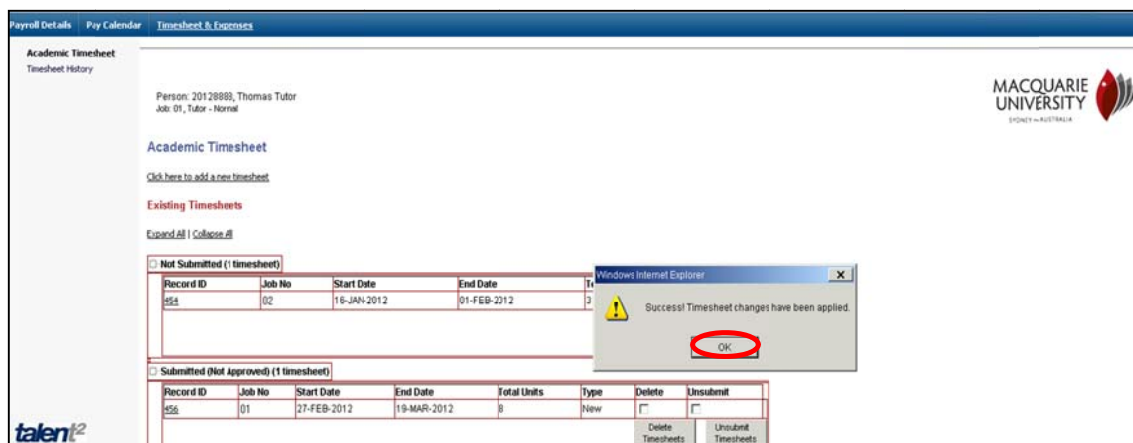 Payroll Details Pay Calendar Timesheet & Expenses
Academic Timesheet
Timesheet History
Person: 20128888, Thomas Tutor
Job: 01, Tutor - Normal
MACQUARIE
UNIVERSITY
SYDNEY ~ AUSTRALIA
Academic Timesheet
Click here to add a new timesheet
Existing Timesheets
Expand All | Collapse All
Not Submitted (1 timesheet)
Record ID Job No Start Date End Date
454 02 16-JAN-2012 01-FEB-2012 3
Windows Internet Explorer X
Success! Timesheet changes have been applied.
OK
Submitted (Not Approved) (1 timesheet)
Record ID Job No Start Date End Date Total Units Type Delete Unsubmit
456 01 27-FEB-2012 19-MAR-2012 8 New
Delete Timesheets Unsubmit Timesheets
talent2